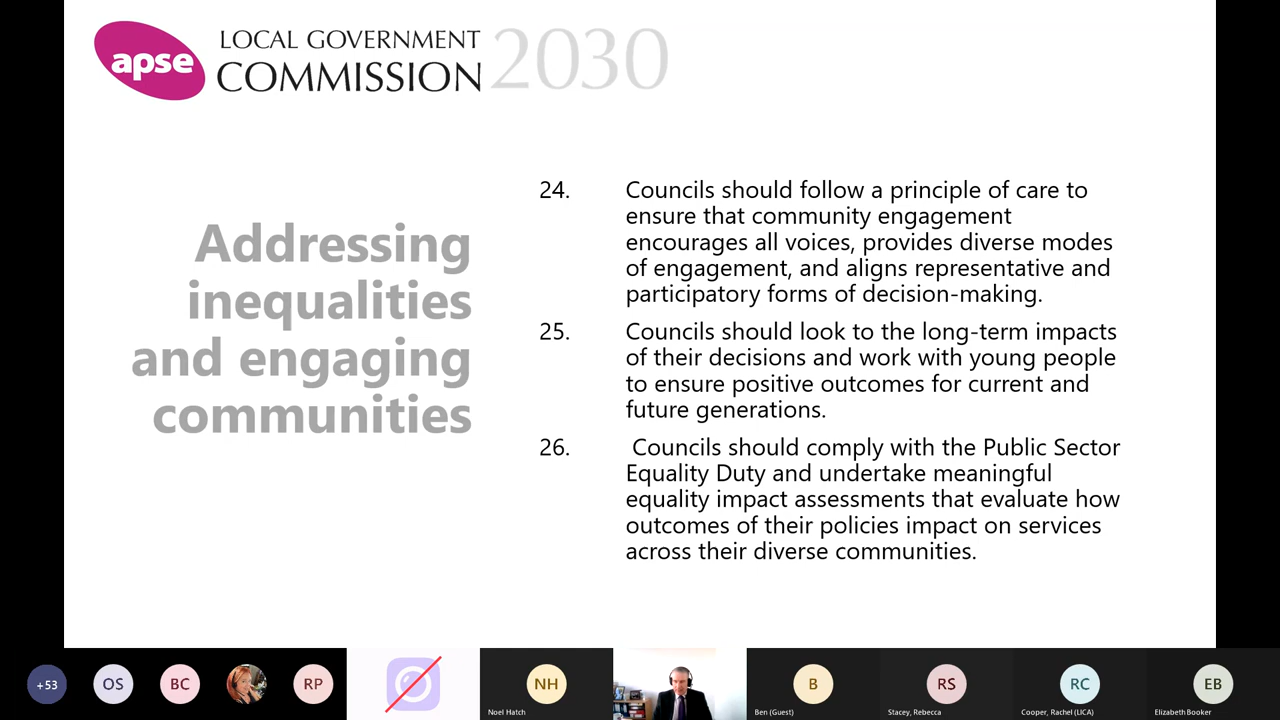 apse
LOCAL GOVERNMENT
COMMISSION 2030
Addressing
inequalities
and engaging
communities
24. Councils should follow a principle of care to
ensure that community engagement
encourages all voices, provides diverse modes
of engagement, and aligns representative and
participatory forms of decision-making.
25. Councils should look to the long-term impacts
of their decisions and work with young people
to ensure positive outcomes for current and
future generations.
26. Councils should comply with the Public Sector
Equality Duty and undertake meaningful
equality impact assessments that evaluate how
outcomes of their policies impact on services
across their diverse communities.
+53
OS
BC
RP
NH
Noel Hatch
B
Ben (Guest)
RS
Stacey, Rebecca
RC
Cooper, Rachel (LICA)
EB
Elizabeth Booker